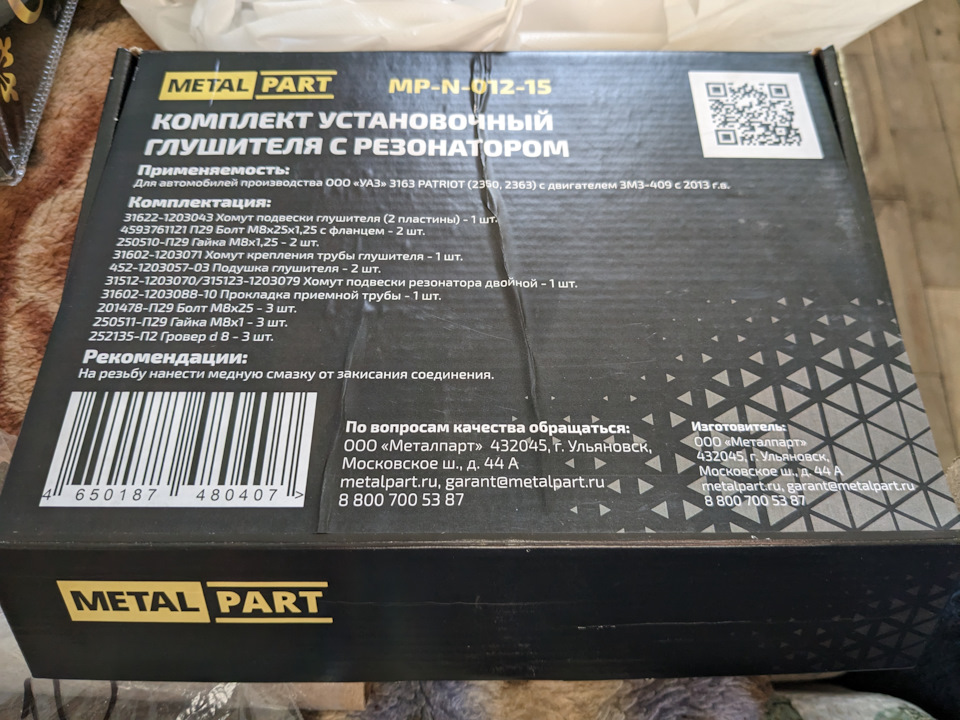 METAL PART MP-N-012-15
КОМПЛЕКТ УСТАНОВОЧНЫЙ
ГЛУШИТЕЛЯ С РЕЗОНАТОРОМ
Применяемость:
Для автомобилей производства ООО «УАЗ» 3163 PATRIOT (2350, 2363) с двигателем ЗМЗ-409 с 2013 г.в.
Комплектация:
31622-1203043 Хомут подвески глушителя (2 пластины) - 1 шт.
4593761121 П29 Болт М8х25х1,25 с фланцем - 2 шт.
250510-П29 Гайка М8х1,25 - 2 шт.
31602-1203071 Хомут крепления трубы глушителя - 1 шт.
452-1203057-03 Подушка глушителя - 2 шт.
31512-1203070/315123-1203079 Хомут подвески резонатора двойной - 1 шт.
31602-1203088-10 Прокладка приемной трубы - 1 шт.
201478-П29 Болт М8х25 - 3 шт.
250511-П29 Гайка М8х1 - 3 шт.
252135-П2 Гровер d 8 - 3 шт.
Рекомендации:
На резьбу нанести медную смазку от закисания соединения.
4 650187 480407 >
По вопросам качества обращаться:
ООО «Металпарт» 432045, г. Ульяновск,
Московское ш., д. 44 А
metalpart.ru, garant@metalpart.ru
8 800 700 53 87
Изготовитель:
ООО «Металпарт»
432045, г. Ульяновск,
Московское ш., д. 44 А
metalpart.ru, garant@metalpart.ru
8 800 700 53 87
METAL PART